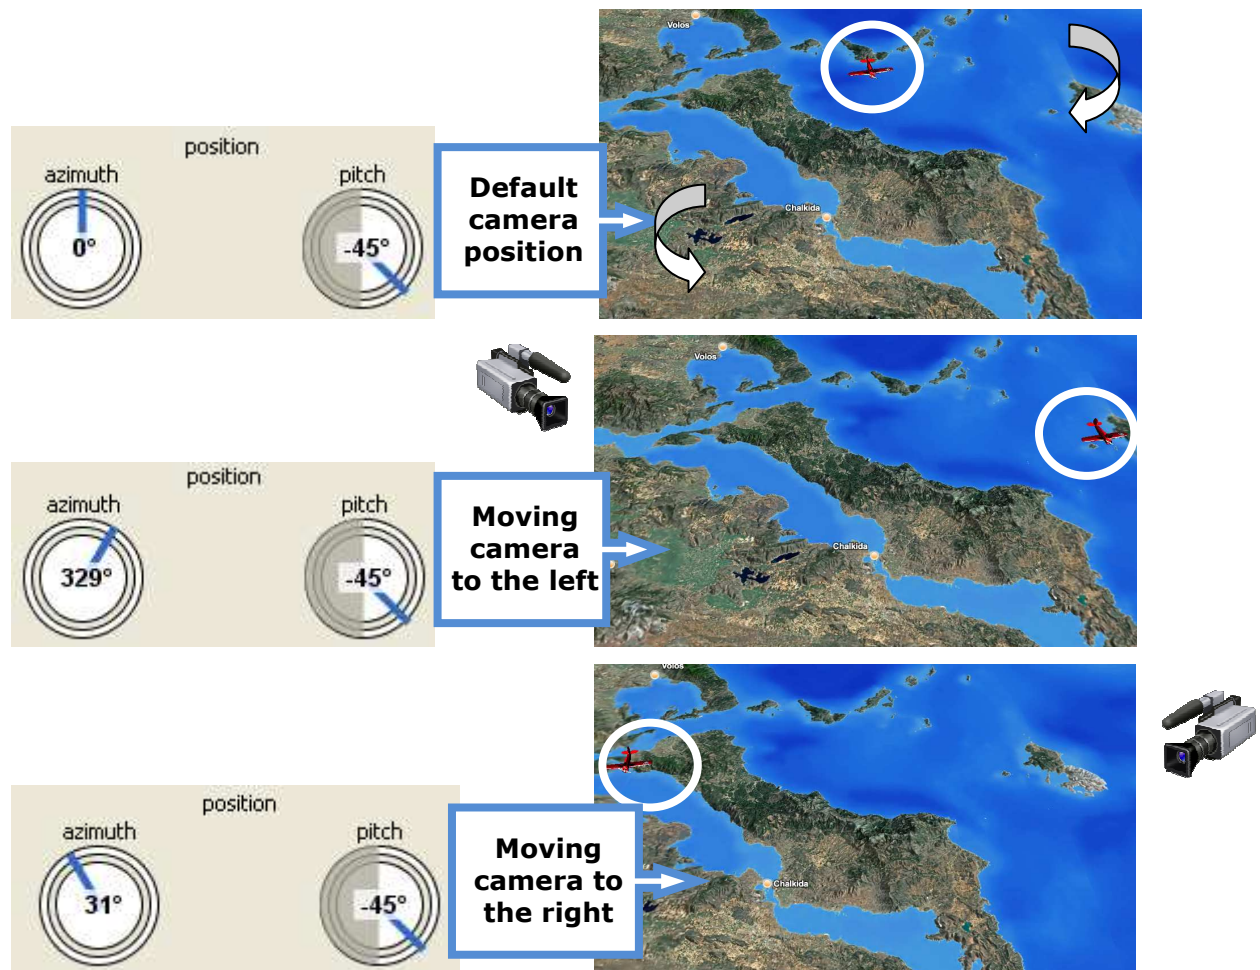 Volos
position
azimuth
pitch
0°
-45°
Default
camera
position
Chalkida
Volos
position
azimuth
pitch
329°
-45°
Moving
camera
to the left
Chalkida
Volos
position
azimuth
pitch
31°
-45°
Moving
camera to
the right
Chalkida